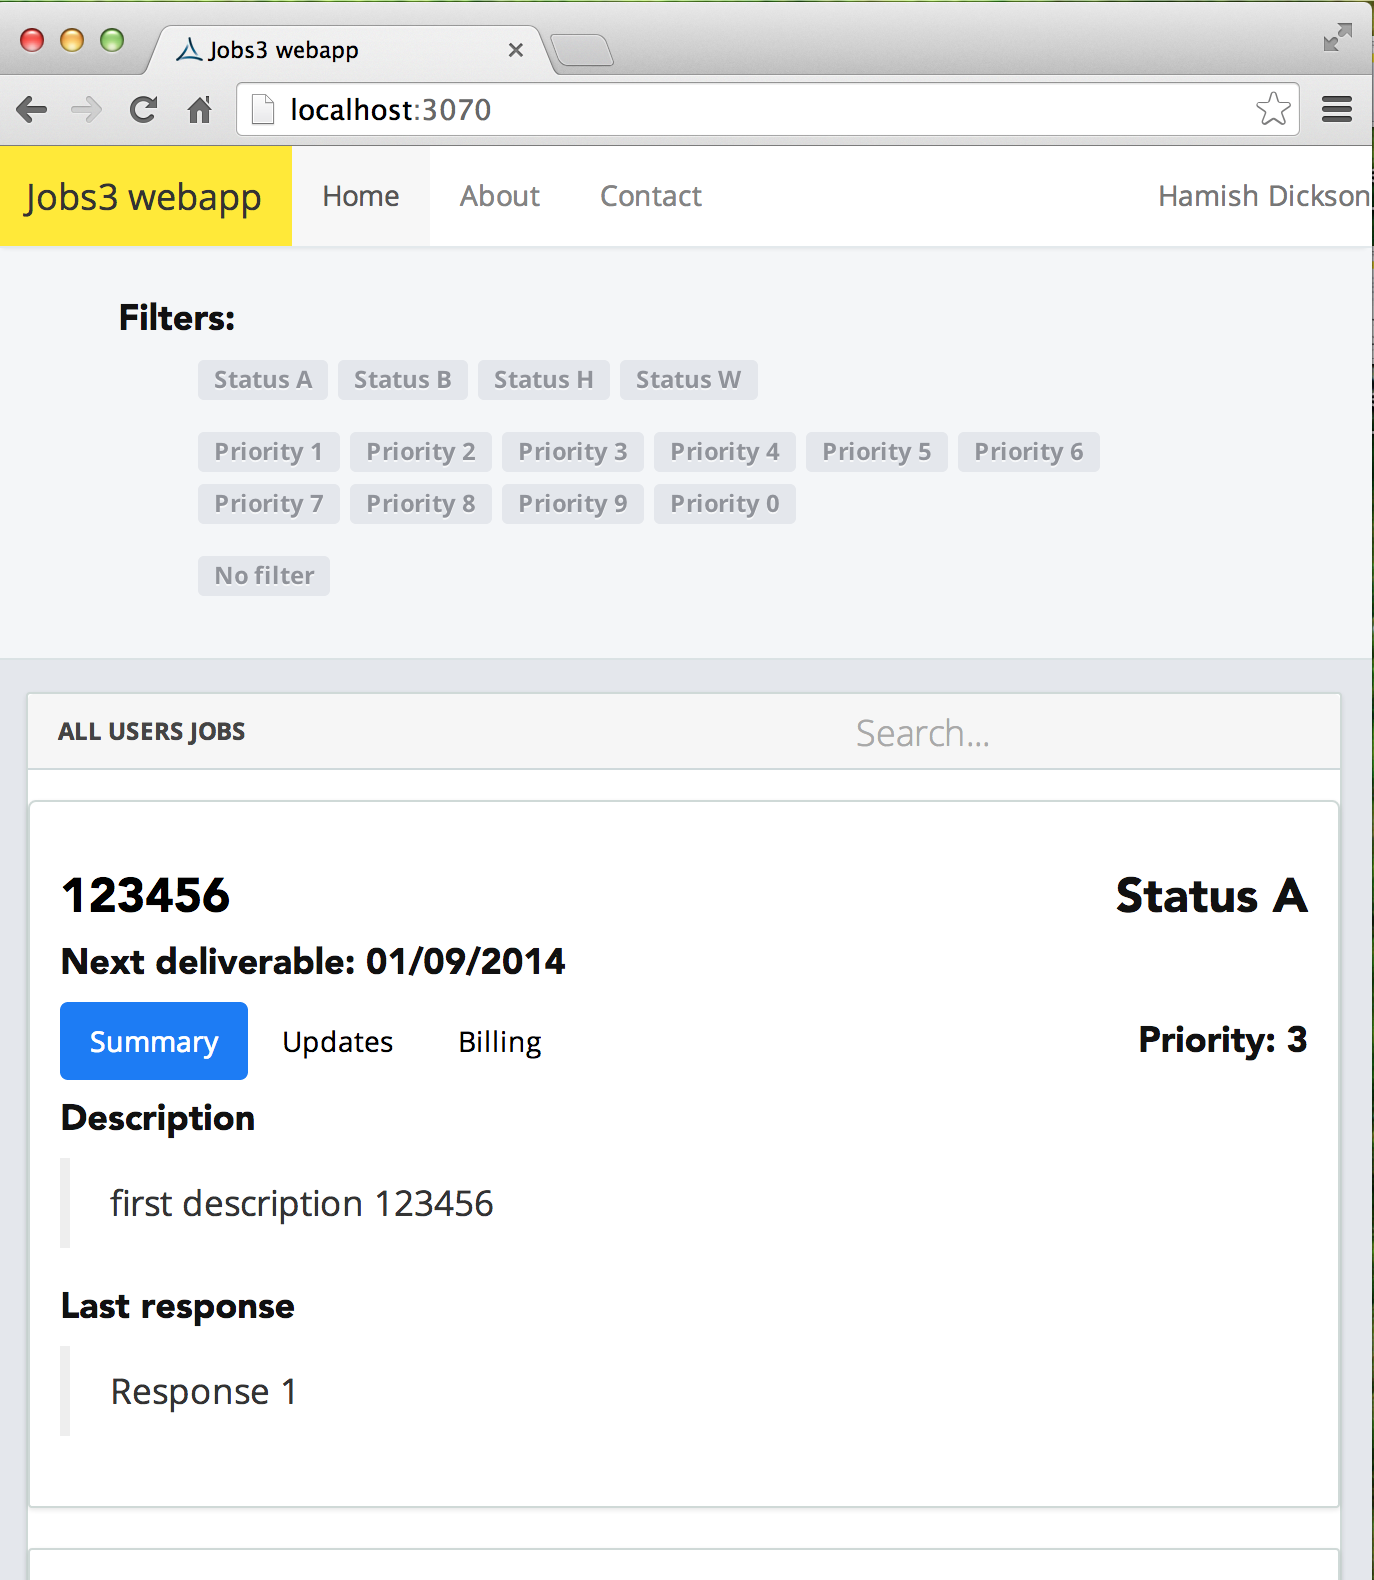 Jobs3 webapp
localhost:3070
Jobs3 webapp Home About Contact Hamish Dickson
Filters:
Status A Status B Status H Status W
Priority 1 Priority 2 Priority 3 Priority 4 Priority 5 Priority 6
Priority 7 Priority 8 Priority 9 Priority 0
No filter
ALL USERS JOBS Search...
123456 Status A
Next deliverable: 01/09/2014
Summary Updates Billing Priority: 3
Description
first description 123456
Last response
Response 1